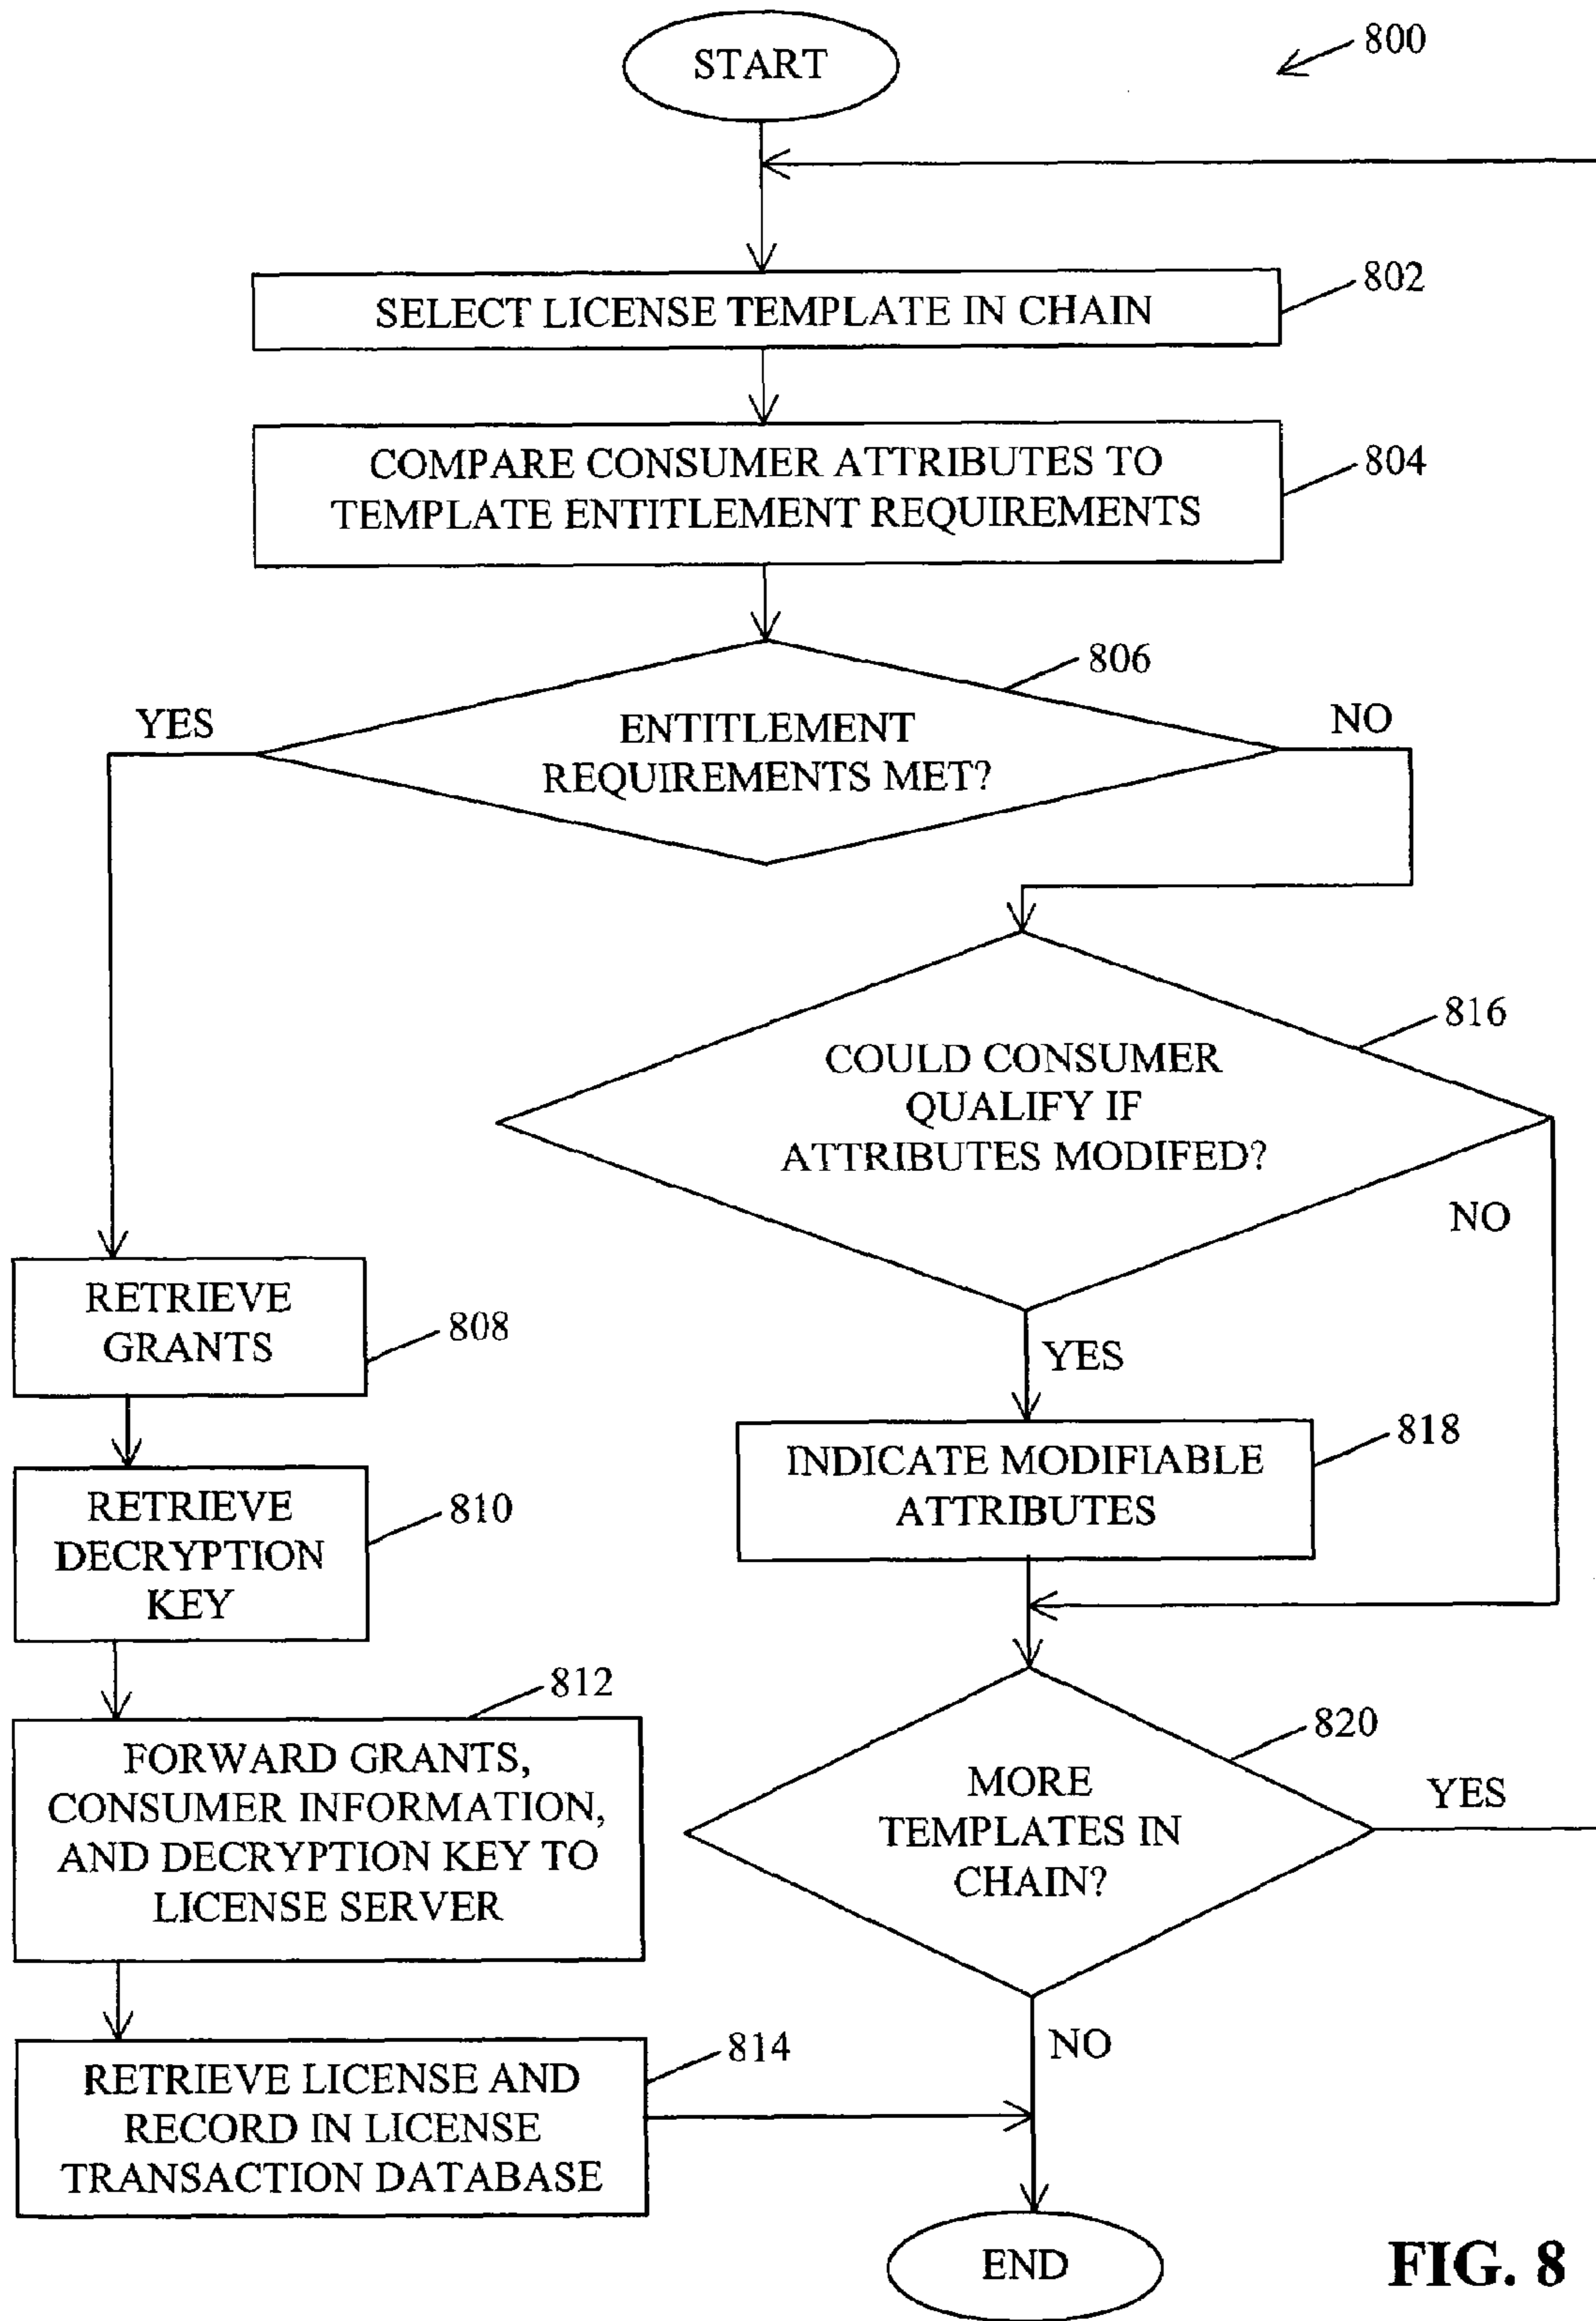 START
800
SELECT LICENSE TEMPLATE IN CHAIN
802
COMPARE CONSUMER ATTRIBUTES TO
TEMPLATE ENTITLEMENT REQUIREMENTS
804
806
YES
ENTITLEMENT
REQUIREMENTS MET?
NO
816
COULD CONSUMER
QUALIFY IF
ATTRIBUTES MODIFED?
NO
YES
RETRIEVE
GRANTS
808
INDICATE MODIFIABLE
ATTRIBUTES
818
RETRIEVE
DECRYPTION
KEY
810
812
FORWARD GRANTS,
CONSUMER INFORMATION,
AND DECRYPTION KEY TO
LICENSE SERVER
820
MORE
TEMPLATES IN
CHAIN?
YES
NO
RETRIEVE LICENSE AND
RECORD IN LICENSE
TRANSACTION DATABASE
814
END
FIG. 8